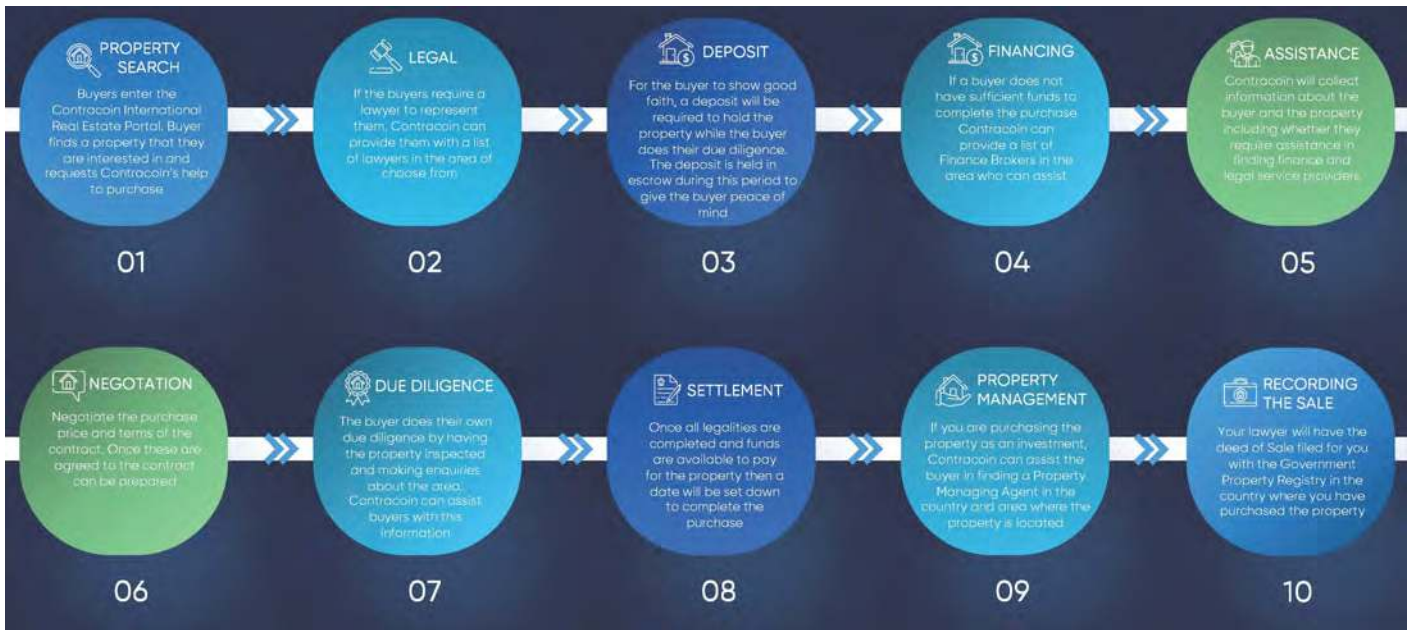 PROPERTY
SEARCH
Buyers enter the
Contracoin International
Real Estate Portal. Buyer
finds a property that they
are interested in and
requests Contracoin's help
to purchase
01
LEGAL
If the buyers require a
lawyer to represent
them, Contracoin can
provide them with a list
of lawyers in the area of
choose from
02
DEPOSIT
For the buyer to show good
faith, a deposit will be
required to hold the
property while the buyer
does their due diligence.
The deposit is held in
escrow during this period to
give the buyer peace of
mind
03
FINANCING
If a buyer does not
have sufficient funds to
complete the purchase
Contracoin can
provide a list of
Finance Brokers in the
area who can assist
04
ASSISTANCE
Contracoin will collect
information about the
buyer and the property
including whether they
require assistance in
finding finance and
legal service providers
05
NEGOTATION
Negotiate the purchase
price and terms of the
contract. Once these are
agreed to the contract
can be prepared
06
DUE DILIGENCE
The buyer does their own
due diligence by having
the property inspected
and making enquiries
about the area.
Contracoin can assist
buyers with this
information
07
SETTLEMENT
Once all legalities are
completed and funds
are available to pay
for the property then a
date will be set down
to complete the
purchase
08
PROPERTY
MANAGEMENT
If you are purchasing the
property as an investment,
Contracoin can assist the
buyer in finding a Property
Managing Agent in the
country and area where the
property is located
09
RECORDING
THE SALE
Your lawyer will have the
deed of Sale filed for you
with the Government
Property Registry in the
country where you have
purchased the property
10